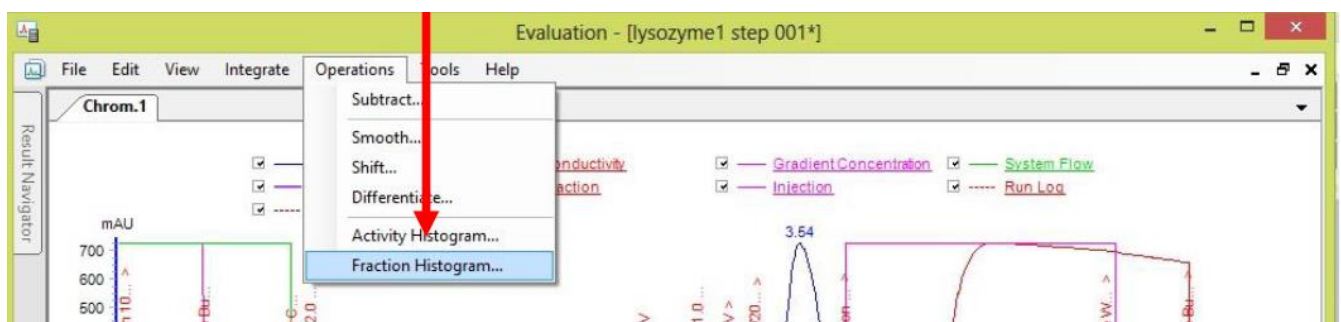 Evaluation - [lysozyme1 step 001*]
File Edit View Integrate Operations Tools Help
Chrom.1
Result Navigator
Subtract...
Smooth...
Shift...
Differentiate...
Activity Histogram...
Fraction Histogram...
Gradient Concentration System Flow
Injection Run Log
mAU
3.54
700
600
500